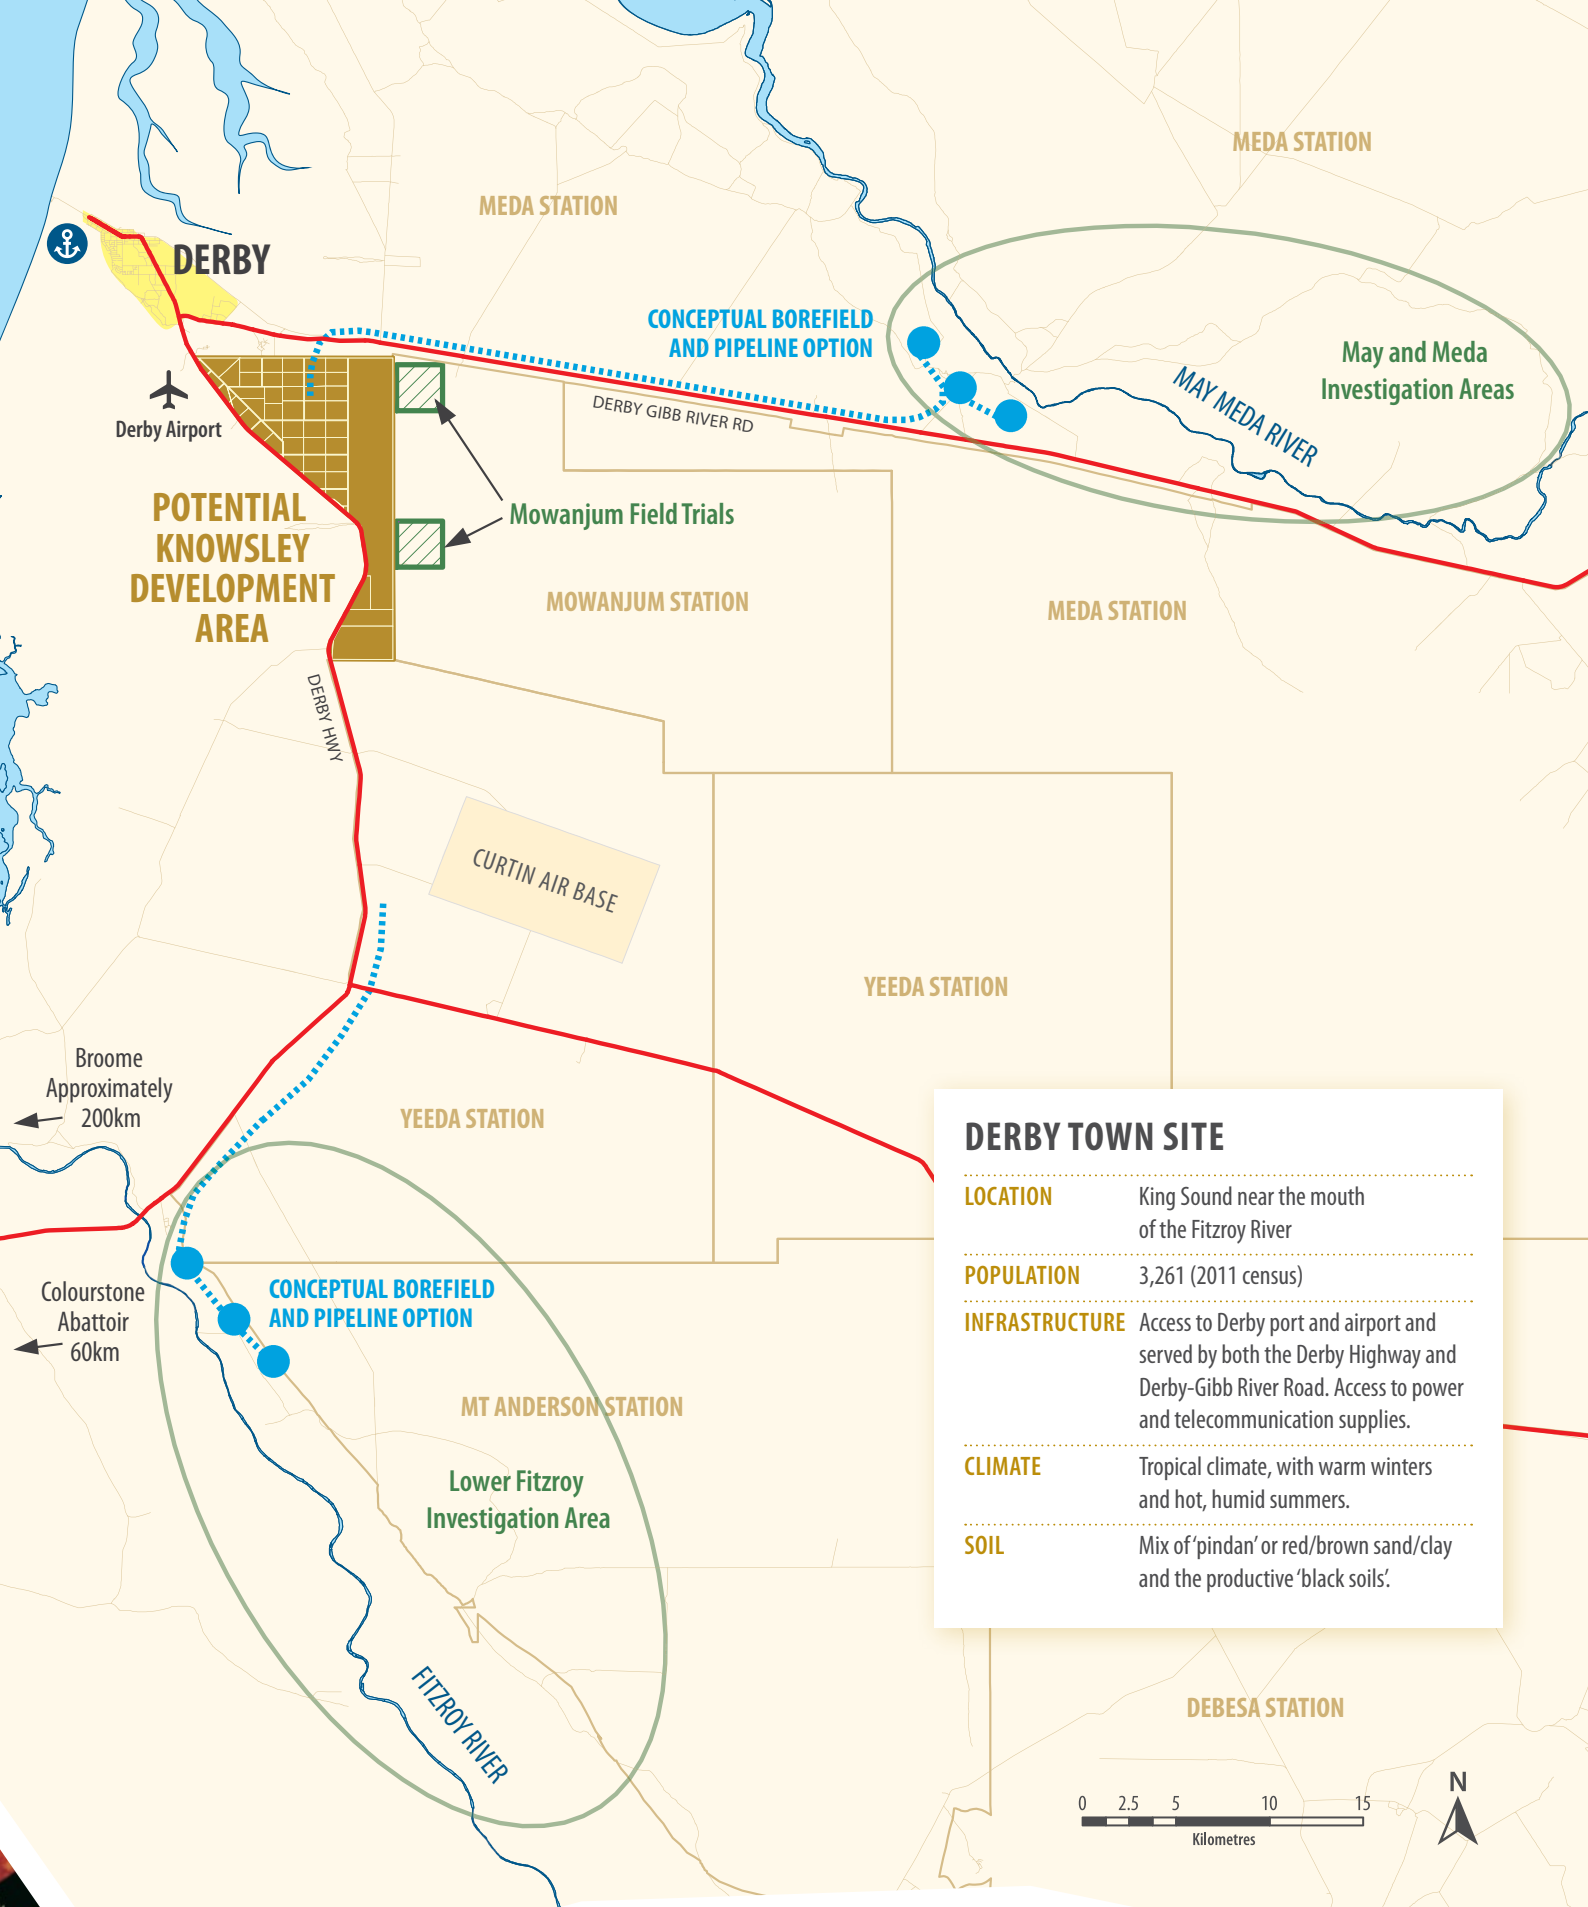 MEDA STATION
MEDA STATION
DERBY
CONCEPTUAL BOREFIELD
AND PIPELINE OPTION
May and Meda
Investigation Areas
MAY MEDA RIVER
DERBY GIBB RIVER RD
Derby Airport
POTENTIAL
KNOWSLEY
DEVELOPMENT
AREA
Mowanjum Field Trials
MOWANJUM STATION
MEDA STATION
DERBY HWY
CURTIN AIR BASE
YEEDA STATION
Broome
Approximately
200km
YEEDA STATION
Colourstone
Abattoir
60km
CONCEPTUAL BOREFIELD
AND PIPELINE OPTION
MT ANDERSON STATION
Lower Fitzroy
Investigation Area
FITZROY RIVER
DERBY TOWN SITE
LOCATION King Sound near the mouth
of the Fitzroy River
POPULATION 3,261 (2011 census)
INFRASTRUCTURE Access to Derby port and airport and
served by both the Derby Highway and
Derby-Gibb River Road. Access to power
and telecommunication supplies.
CLIMATE Tropical climate, with warm winters
and hot, humid summers.
SOIL Mix of ‘pindan’ or red/brown sand/clay
and the productive ‘black soils’.
DEBESA STATION
N
0 2.5 5 10 15
Kilometres